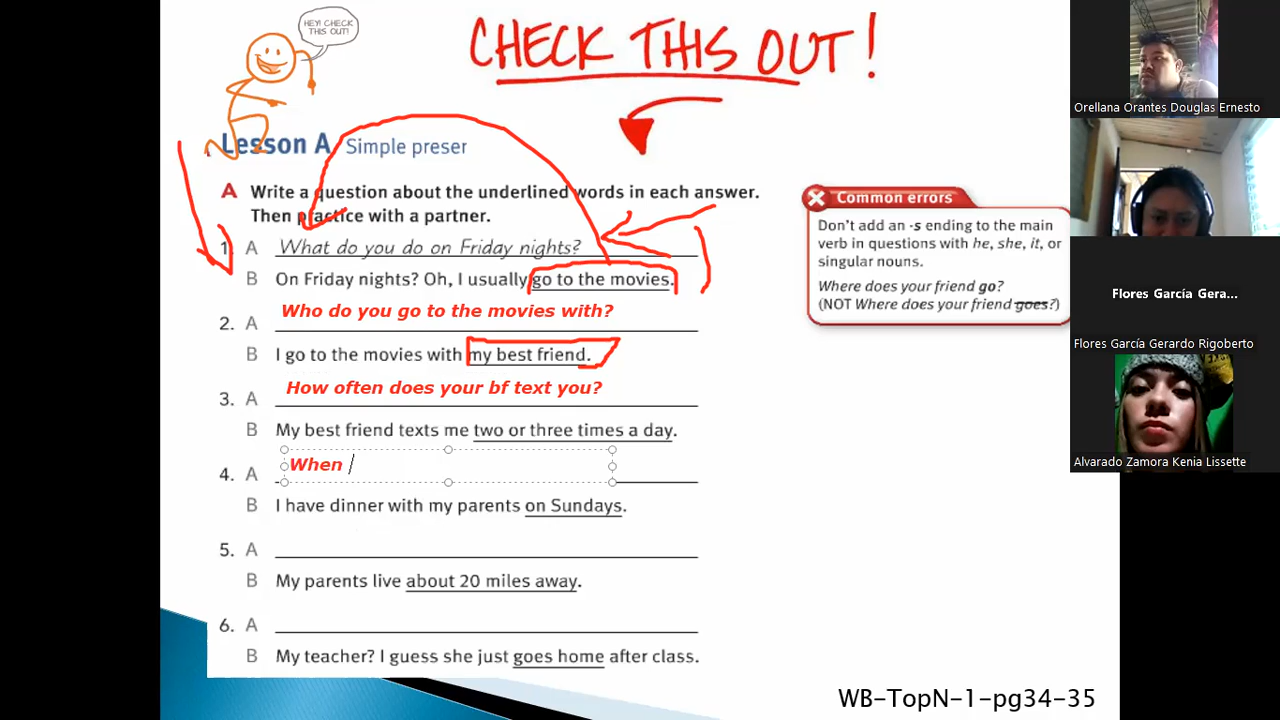 HEY! CHECK
THIS OUT!
CHECK THIS OUT!
Lesson A Simple preser
A Write a question about the underlined words in each answer.
Then practice with a partner.
1. A What do you do on Friday nights?
B On Friday nights? Oh, I usually go to the movies.
Who do you go to the movies with?
2. A
B I go to the movies with my best friend.
How often does your bf text you?
3. A
B My best friend texts me two or three times a day.
When
4. A
B I have dinner with my parents on Sundays.
5. A
B My parents live about 20 miles away.
6. A
B My teacher? I guess she just goes home after class.
Common errors
Don't add an -s ending to the main
verb in questions with he, she, it, or
singular nouns.
Where does your friend go?
(NOT Where does your friend goes?)
WB-TopN-1-pg34-35
Orellana Orantes Douglas Ernesto
Flores García Gera...
Flores García Gerardo Rigoberto
Alvarado Zamora Kenia Lissette